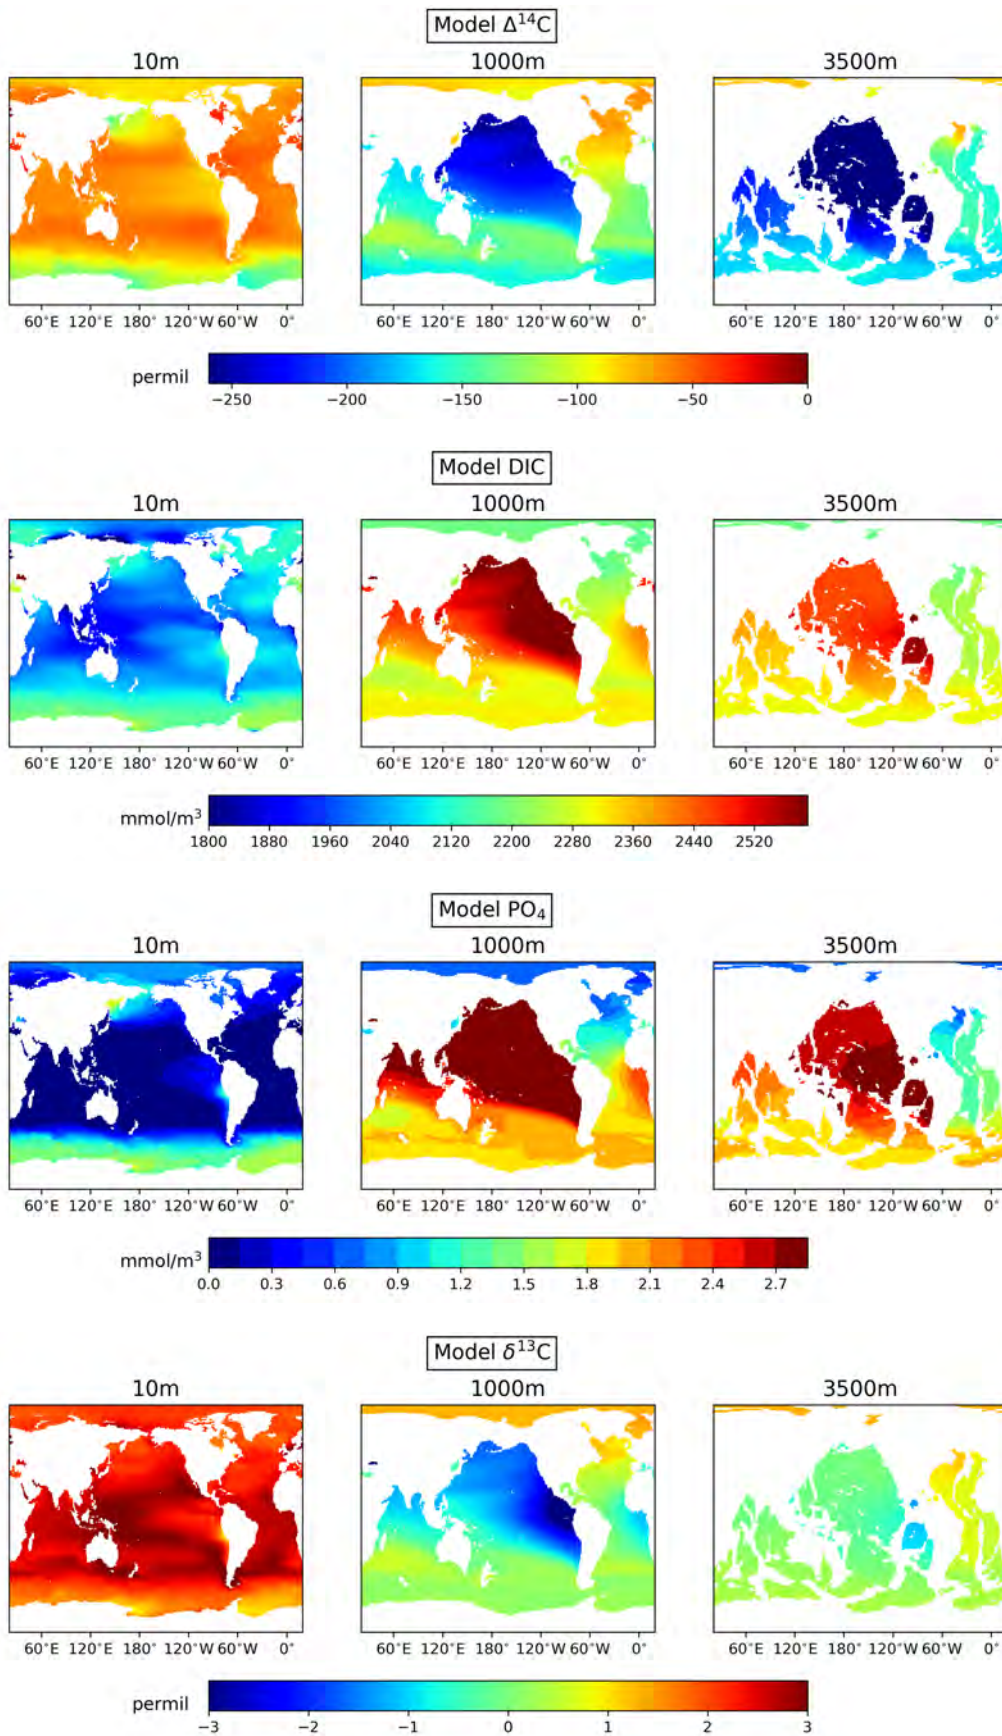 Model Δ¹⁴C
10m 1000m 3500m
60°E 120°E 180° 120°W 60°W 0° 60°E 120°E 180° 120°W 60°W 0° 60°E 120°E 180° 120°W 60°W 0°
permil
−250 −200 −150 −100 −50 0
Model DIC
10m 1000m 3500m
60°E 120°E 180° 120°W 60°W 0° 60°E 120°E 180° 120°W 60°W 0° 60°E 120°E 180° 120°W 60°W 0°
mmol/m³
1800 1880 1960 2040 2120 2200 2280 2360 2440 2520
Model PO₄
10m 1000m 3500m
60°E 120°E 180° 120°W 60°W 0° 60°E 120°E 180° 120°W 60°W 0° 60°E 120°E 180° 120°W 60°W 0°
mmol/m³
0.0 0.3 0.6 0.9 1.2 1.5 1.8 2.1 2.4 2.7
Model δ¹³C
10m 1000m 3500m
60°E 120°E 180° 120°W 60°W 0° 60°E 120°E 180° 120°W 60°W 0° 60°E 120°E 180° 120°W 60°W 0°
permil
−3 −2 −1 0 1 2 3